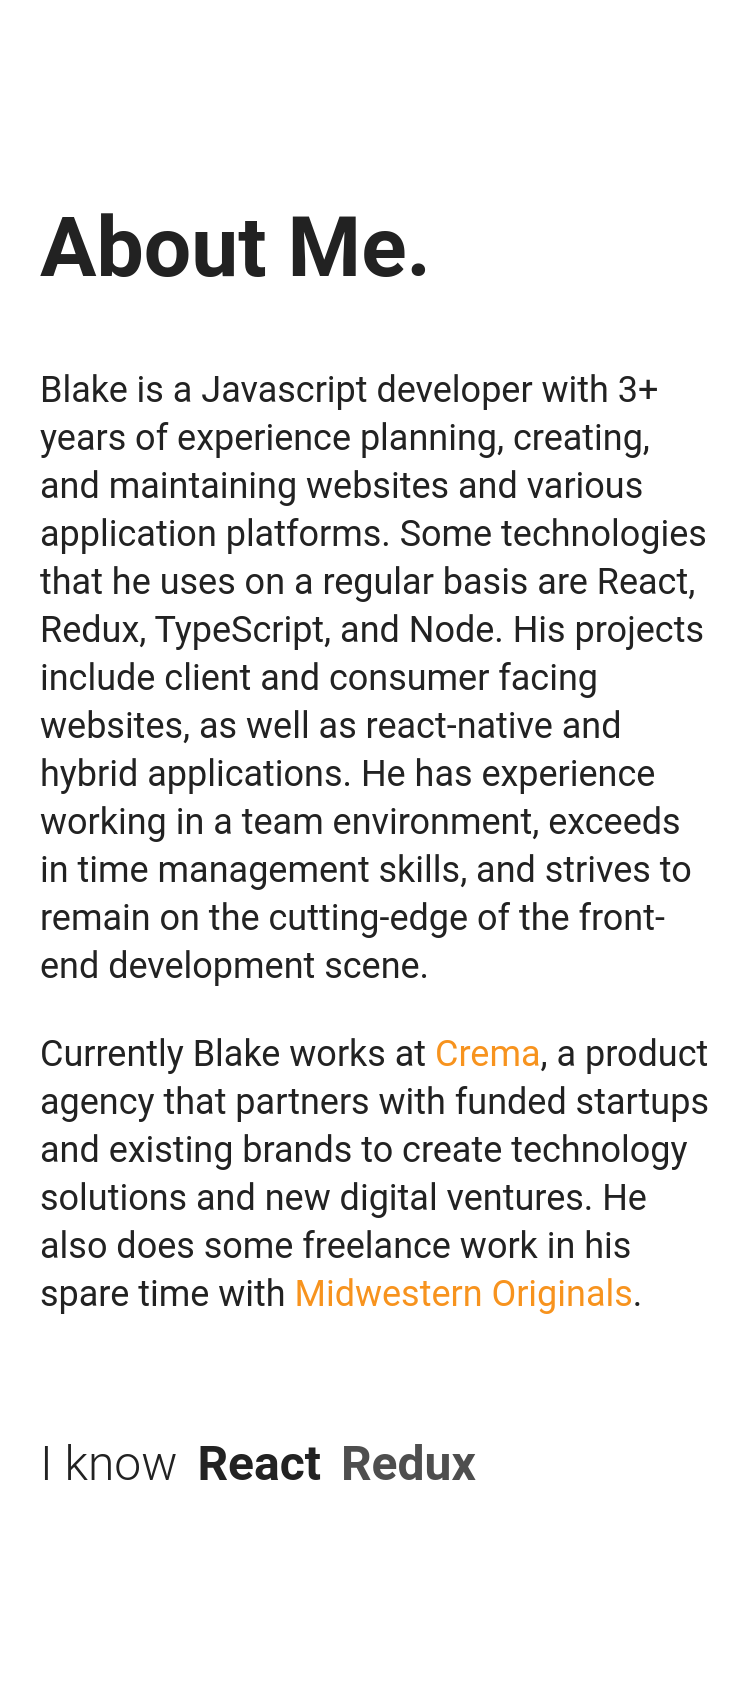 About Me.
Blake is a Javascript developer with 3+
years of experience planning, creating,
and maintaining websites and various
application platforms. Some technologies
that he uses on a regular basis are React,
Redux, TypeScript, and Node. His projects
include client and consumer facing
websites, as well as react-native and
hybrid applications. He has experience
working in a team environment, exceeds
in time management skills, and strives to
remain on the cutting-edge of the front-
end development scene.
Currently Blake works at Crema, a product
agency that partners with funded startups
and existing brands to create technology
solutions and new digital ventures. He
also does some freelance work in his
spare time with Midwestern Originals.
I know React Redux